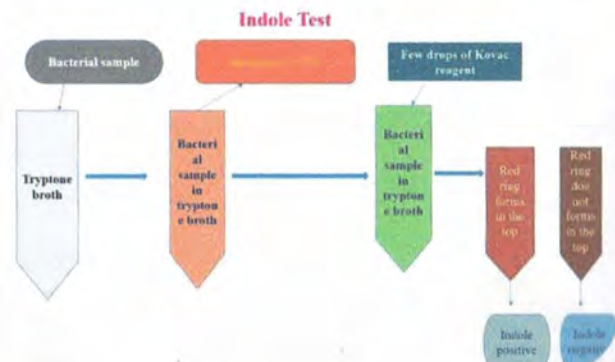 Indole Test
Bacterial sample
Few drops of Kovac
reagent
Tryptone
broth
Bacteri
al
sample
in
trypton
e broth
Bacteri
al
sample
in
trypton
e broth
Red
ring
forms
in the
top
Red
ring
doe
not
forms
in the
top
Indole
positive
Indole